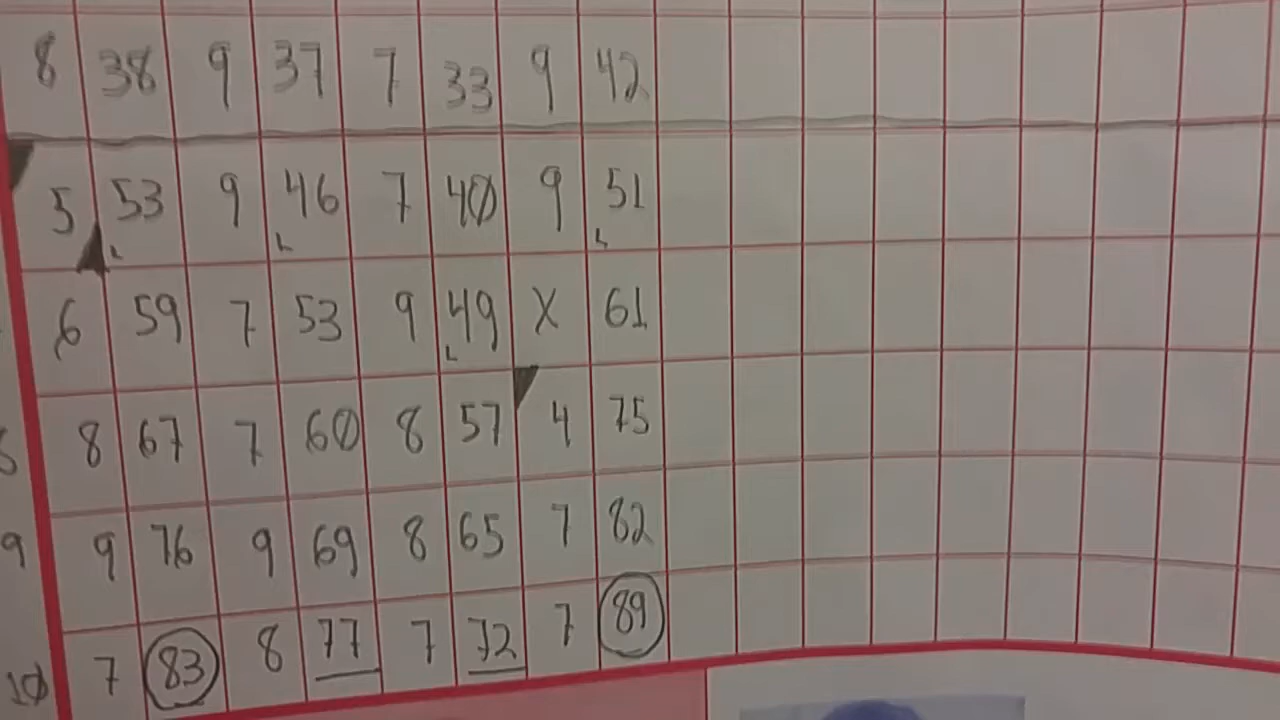 8 38 9 37 7 33 9 42
5 53 9 46 7 40 9 51
6 59 7 53 9 49 X 61
8 67 7 60 8 57 4 75
9 9 76 9 69 8 65 7 82
10 7 83 8 77 7 72 7 89